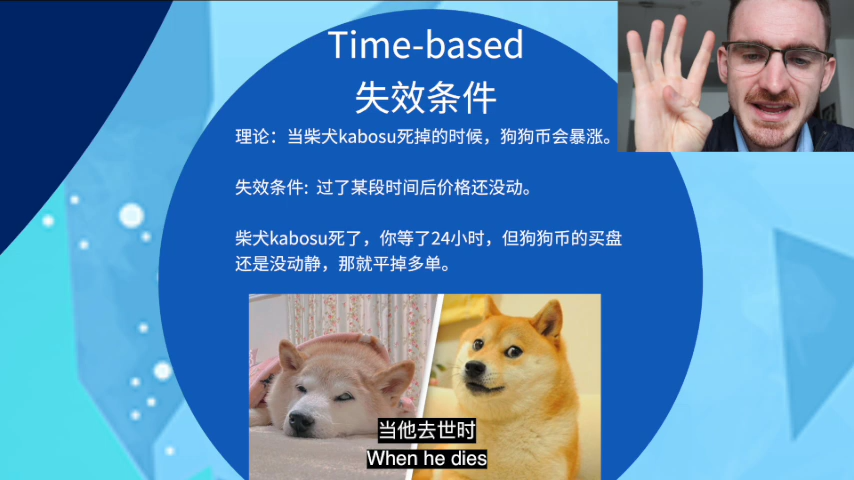 Time-based
失效条件
理论：当柴犬kabosu死掉的时候，狗狗币会暴涨。
失效条件: 过了某段时间后价格还没动。
柴犬kabosu死了，你等了24小时，但狗狗币的买盘
还是没动静，那就平掉多单。
当他去世时
When he dies